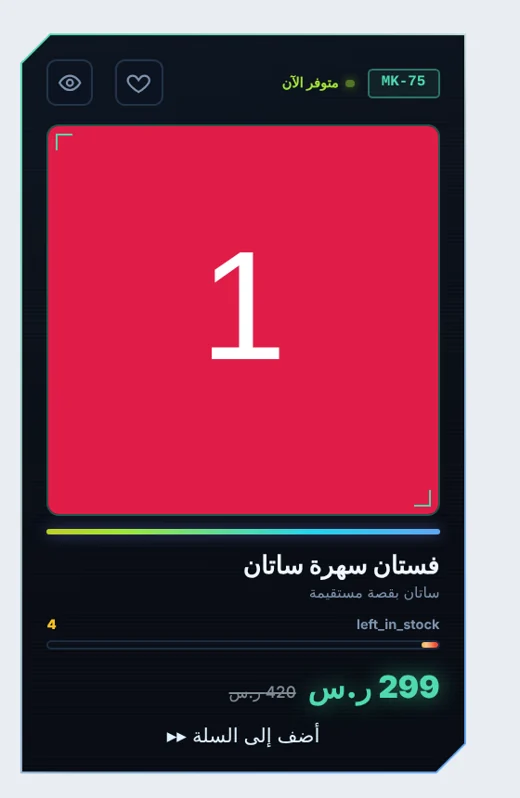 MK-75 متوفر الآن
1
فستان سهرة ساتان
ساتان بقصة مستقيمة
left_in_stock 4
299 ر.س 420 ر.س
أضف إلى السلة